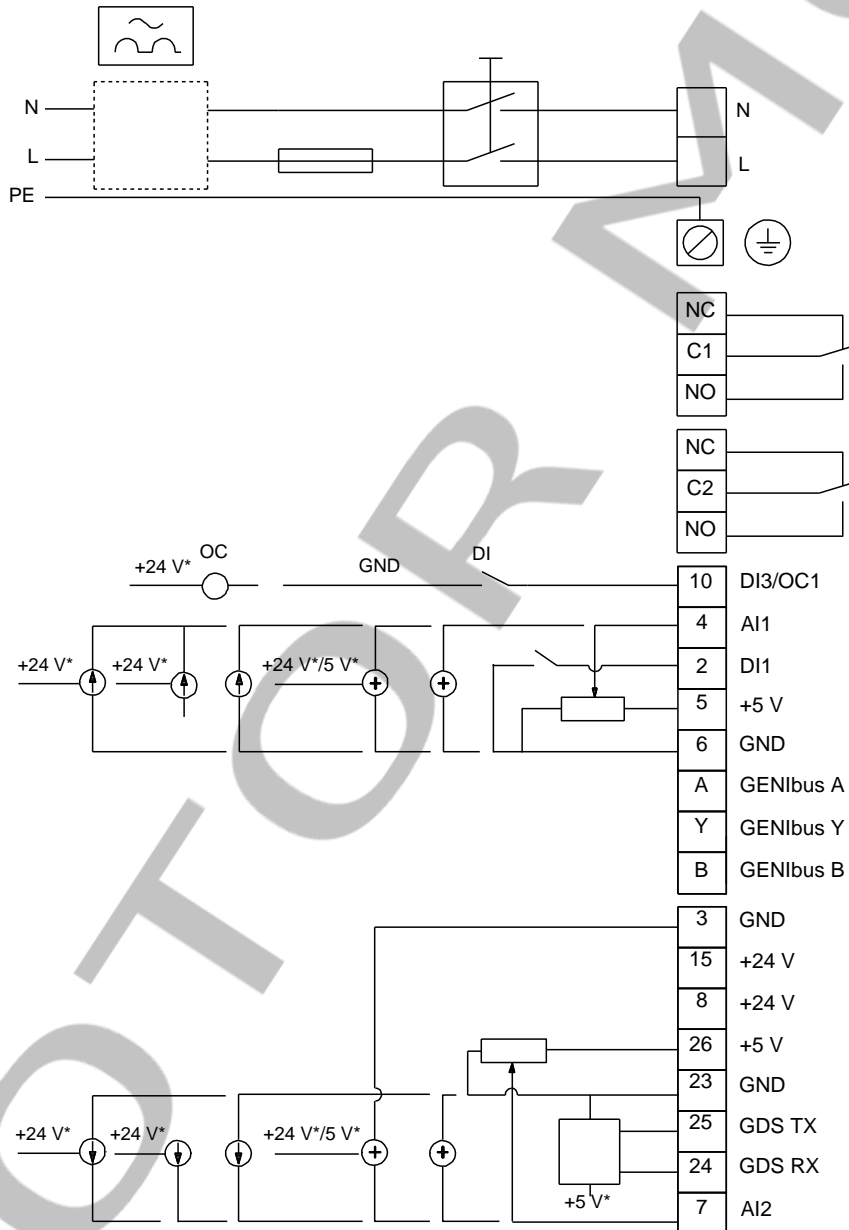 N
N
L
L
PE
NC
C1
NO
NC
C2
NO
+24 V* OC GND DI 10 DI3/OC1
4 AI1
+24 V* +24 V* +24 V*/5 V* 2 DI1
5 +5 V
6 GND
A GENIbus A
Y GENIbus Y
B GENIbus B
3 GND
15 +24 V
8 +24 V
26 +5 V
23 GND
25 GDS TX
+24 V* +24 V* +24 V*/5 V* 24 GDS RX
+5 V* 7 AI2
OTOR M